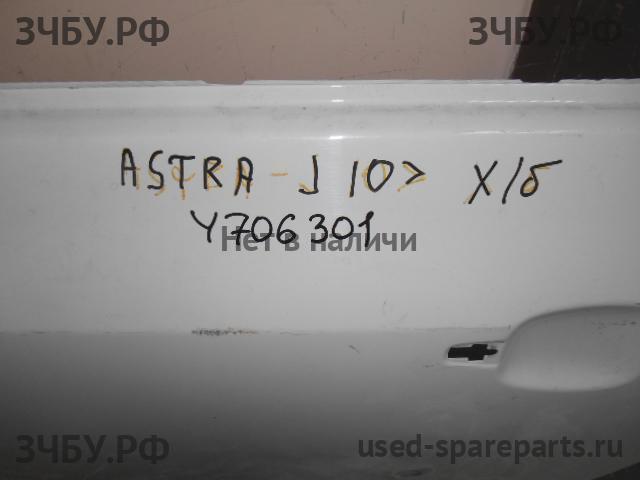 ЗЧБУ.РФ ЗЧБУ.РФ
ASTRA-J 10> X/б
Y706301
Нет в наличи
ЗЧБУ.РФ used-spareparts.ru